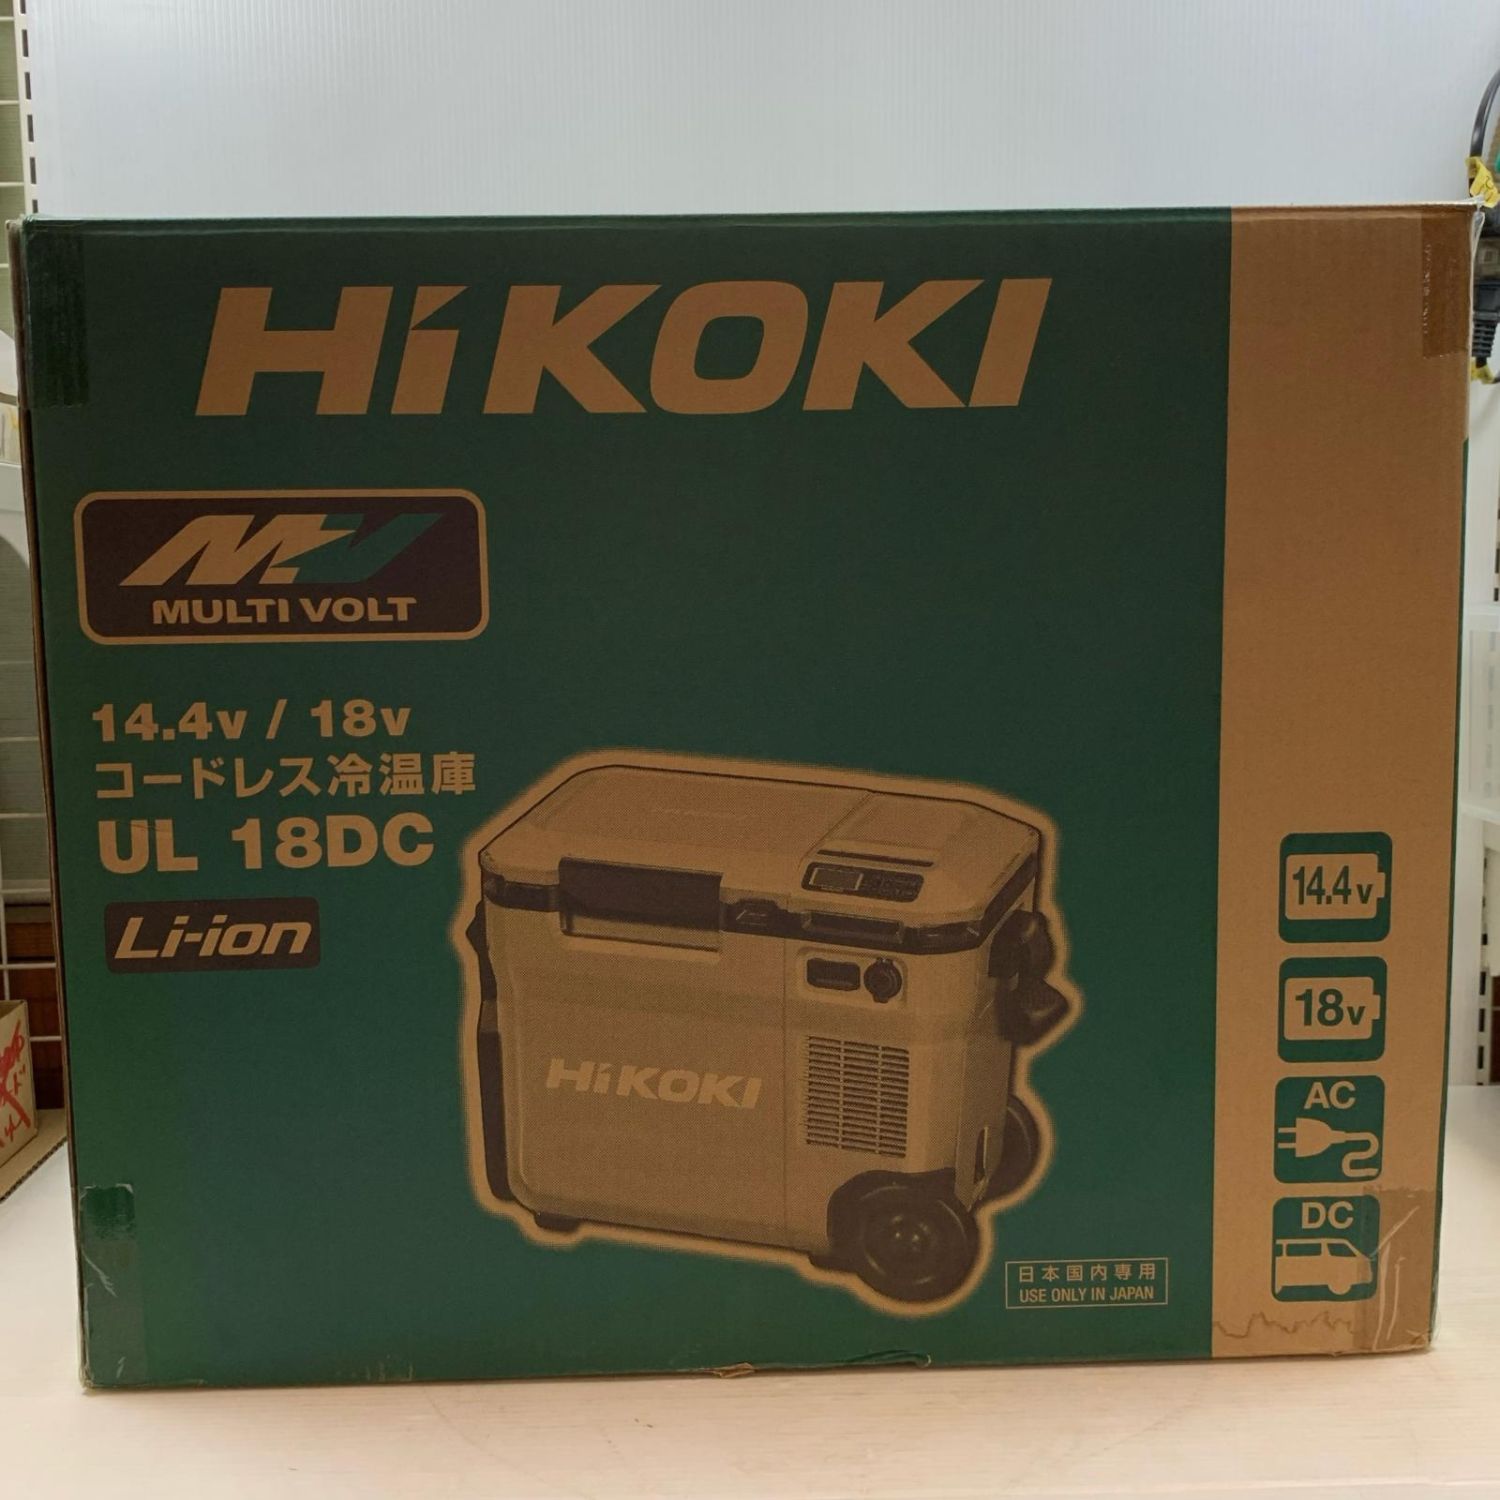 HiKOKI
MV
MULTI VOLT
14.4v / 18v
コードレス冷温庫
UL 18DC
Li-ion
HiKOKI
14.4v
18v
AC
DC
日本国内専用
USE ONLY IN JAPAN